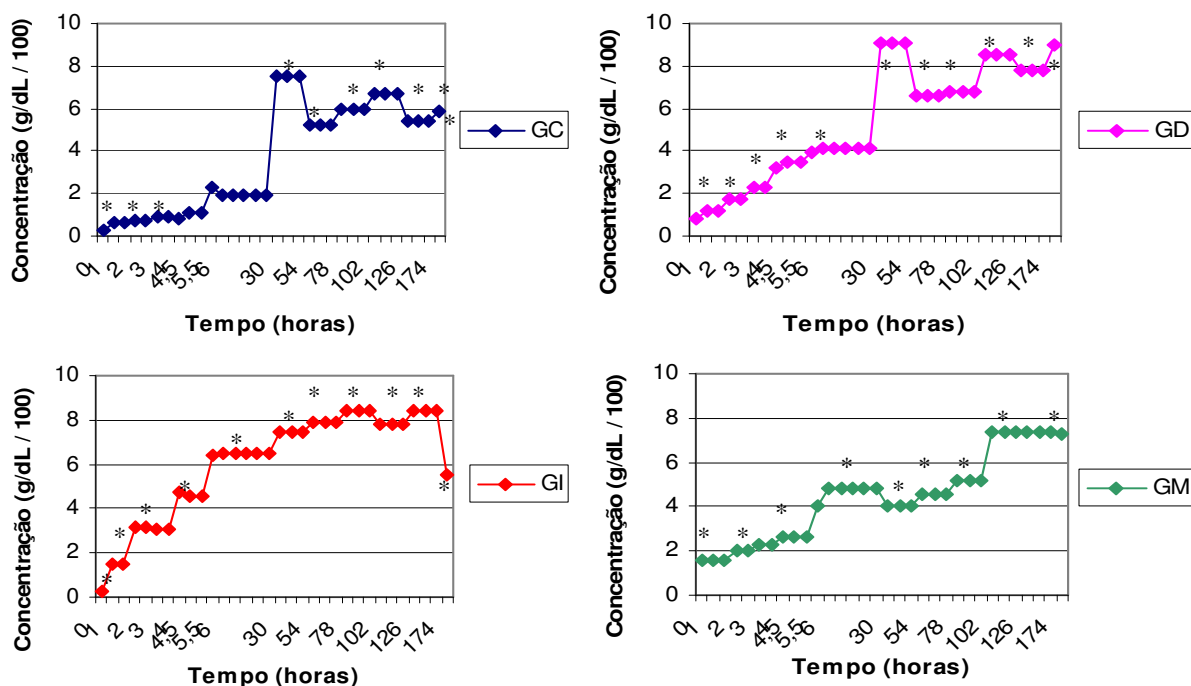 Concentração (g/dL / 100)
10
8
6
4
2
0
* * * * * * * * * *
GC
0 1 2 3 4,5 5,5 6 30 54 78 102 126 174
Tempo (horas)
Concentração (g/dL / 100)
10
8
6
4
2
0
* * * * * * * * * * *
GD
0 1 2 3 4,5 5,5 6 30 54 78 102 126 174
Tempo (horas)
Concentração (g/dL / 100)
10
8
6
4
2
0
* * * * * * * * * * *
GI
0 1 2 3 4,5 5,5 6 30 54 78 102 126 174
Tempo (horas)
Concentração (g/dL / 100)
10
8
6
4
2
0
* * * * * * * * *
GM
0 1 2 3 4,5 5,5 6 30 54 78 102 126 174
Tempo (horas)